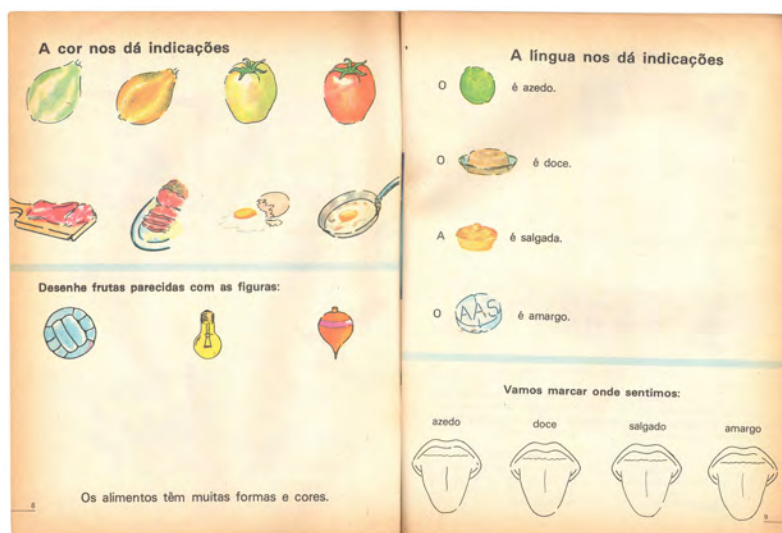 A cor nos dá indicações
Desenhe frutas parecidas com as figuras:
Os alimentos têm muitas formas e cores.
8
A língua nos dá indicações
O é azedo.
O é doce.
A é salgada.
O AAS é amargo.
Vamos marcar onde sentimos:
azedo doce salgado amargo
9